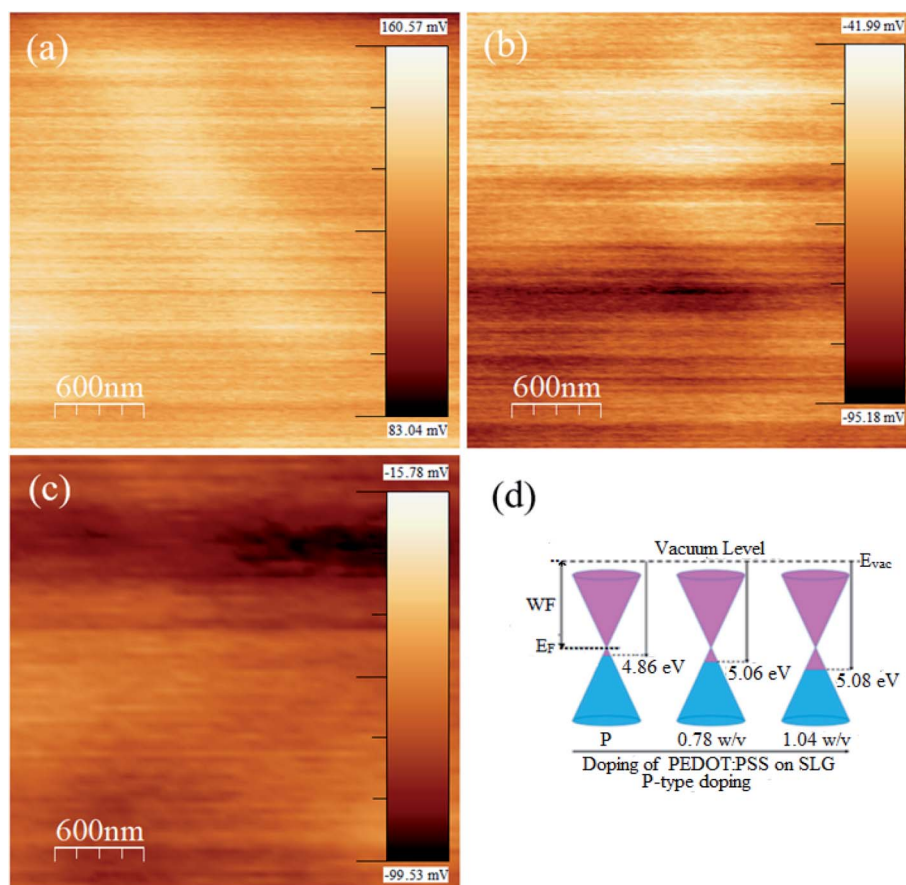 (a)
160.57 mV
600nm
83.04 mV
(b)
-41.99 mV
600nm
-95.18 mV
(c)
-15.78 mV
600nm
-99.53 mV
(d)
Vacuum Level
Evac
WF
EF
4.86 eV
5.06 eV
5.08 eV
P
0.78 w/v
1.04 w/v
Doping of PEDOT:PSS on SLG
P-type doping